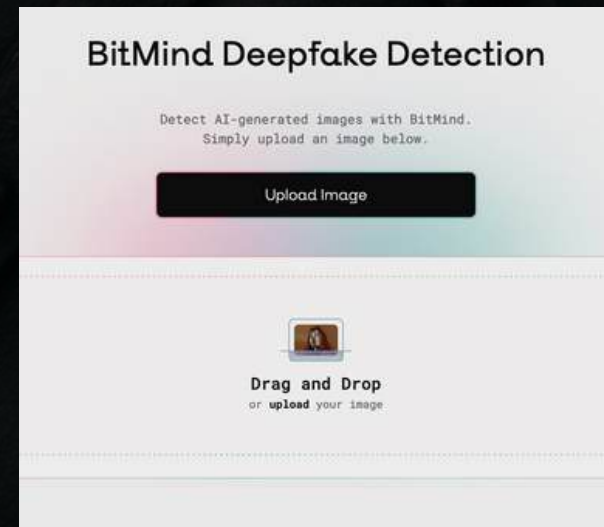 BitMind Deepfake Detection
Detect AI-generated images with BitMind.
Simply upload an image below.
Upload Image
Drag and Drop
or upload your image